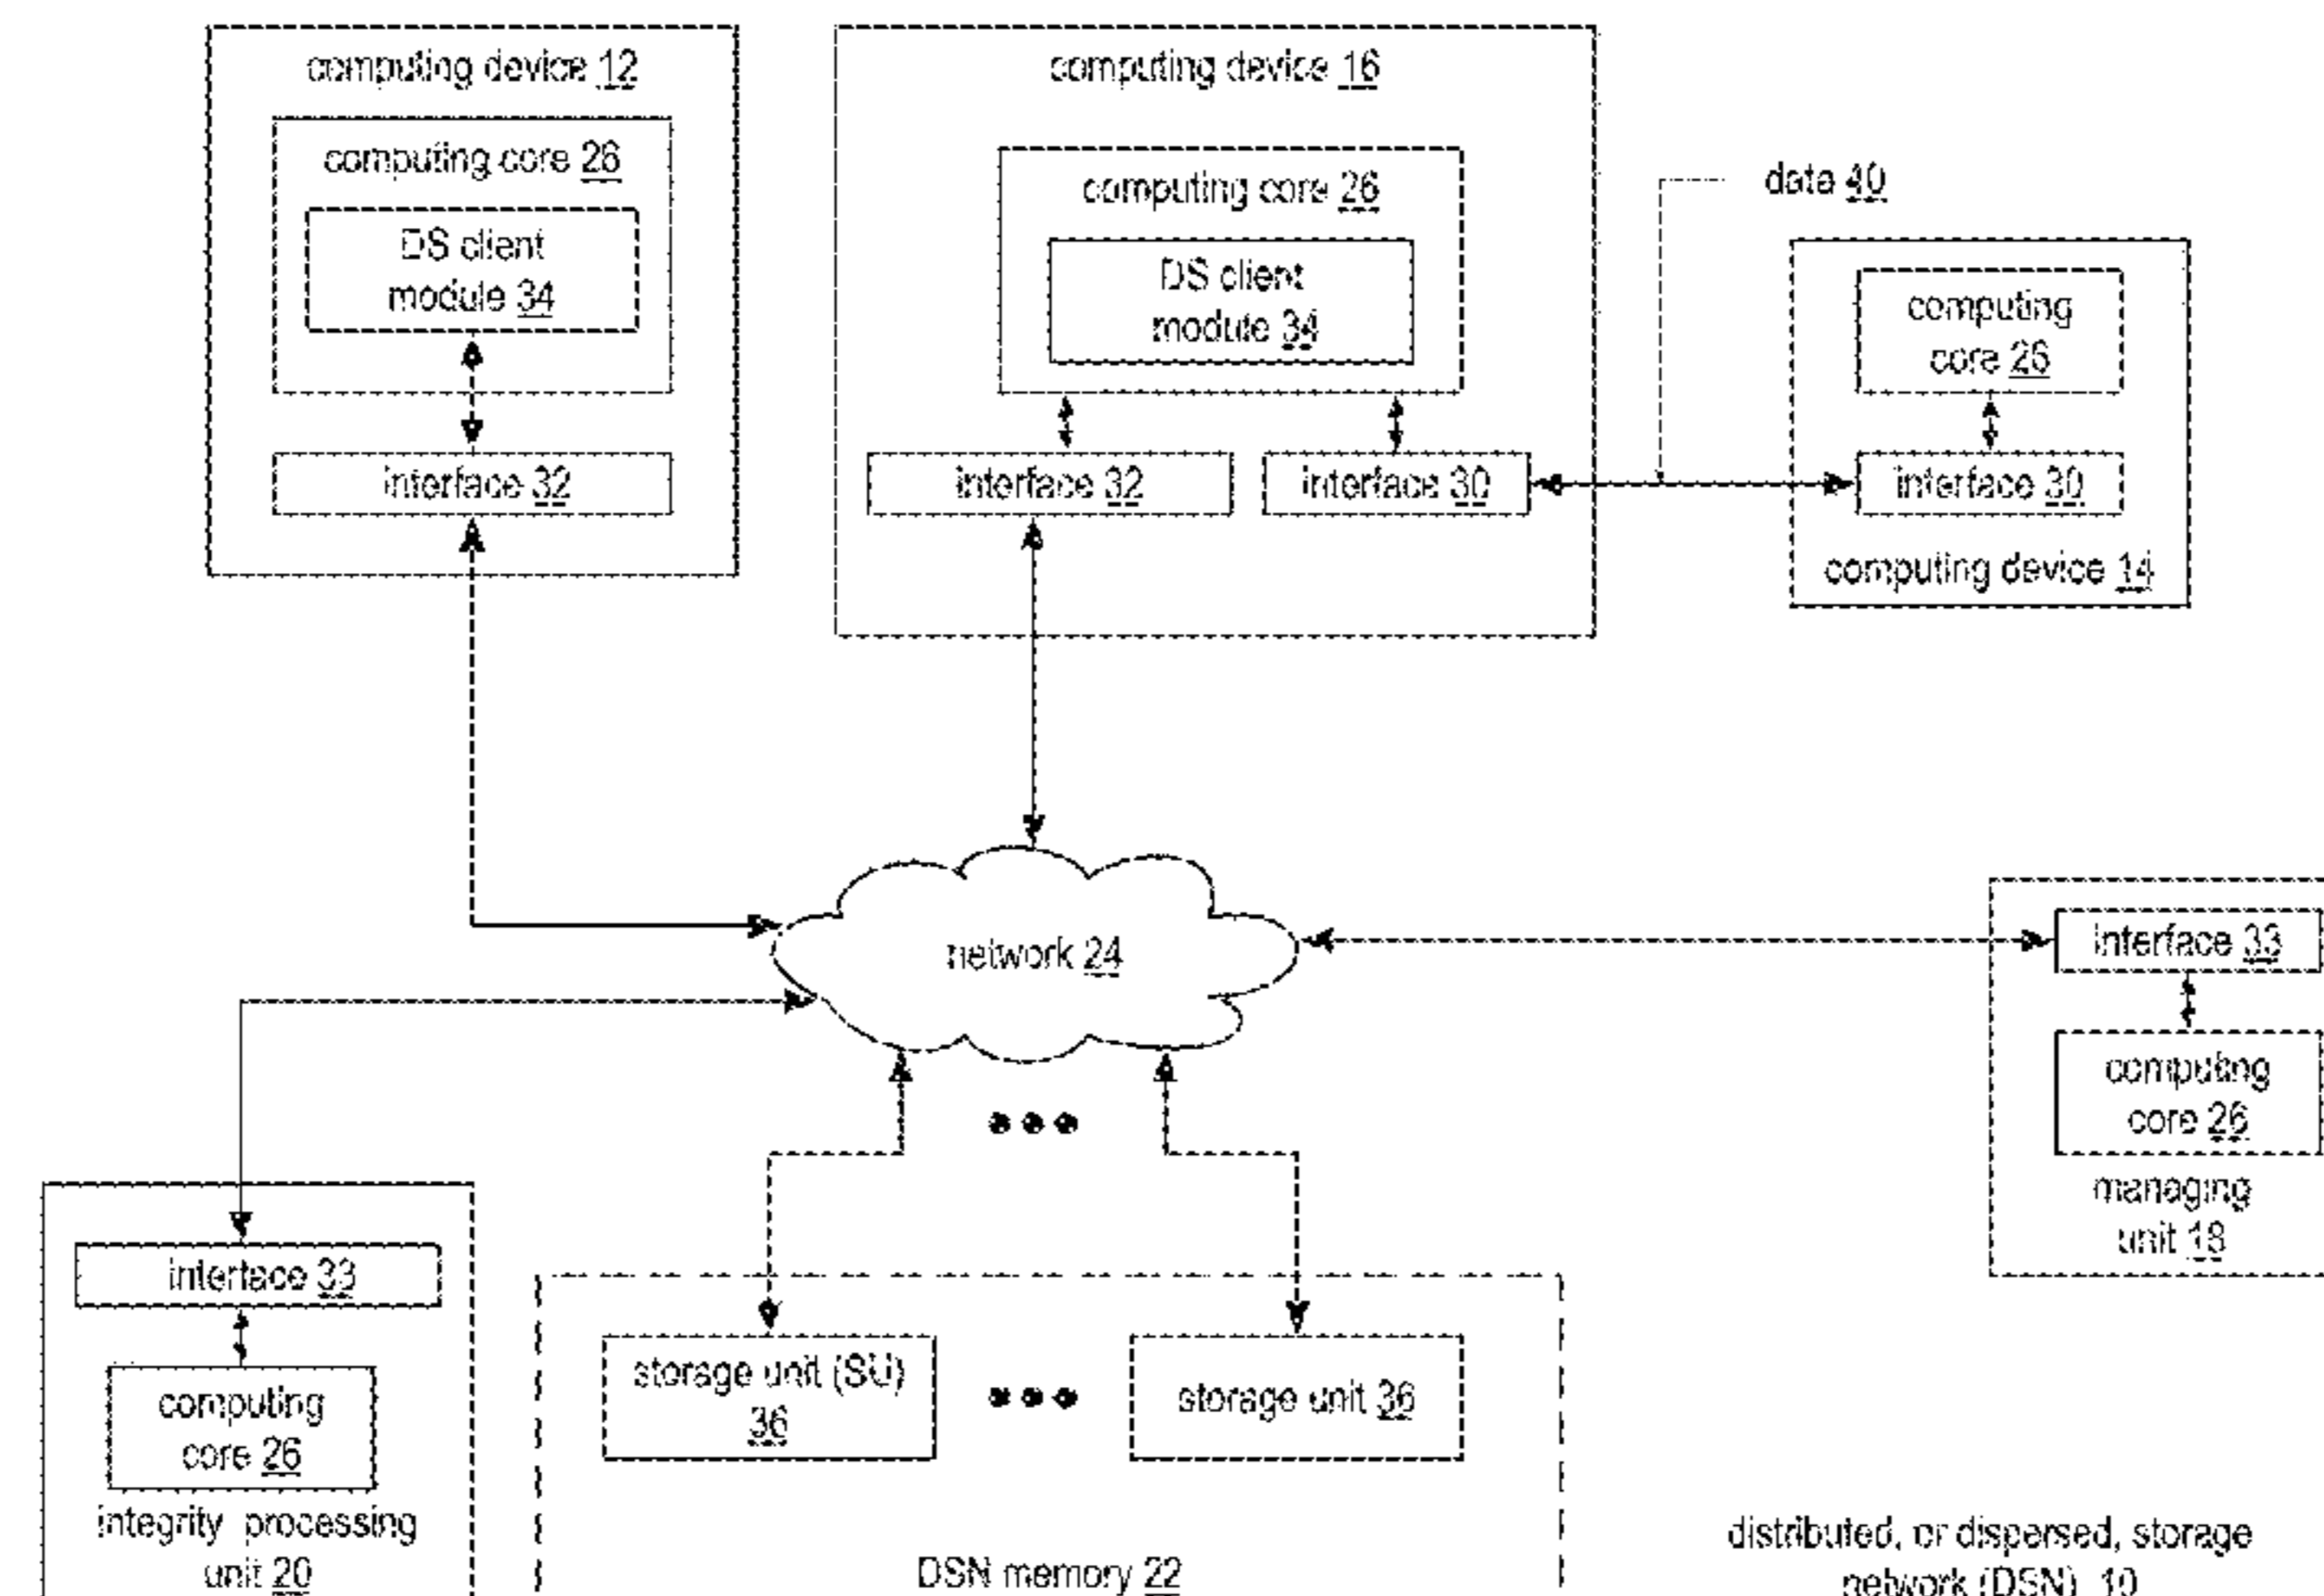 computing device 12
computing core 26
DS client
module 34
interface 32
computing device 16
computing core 26
DS client
module 34
interface 32
interface 30
data 40
computing
core 26
interface 30
computing device 14
network 24
interface 33
computing
core 26
managing
unit 18
interface 33
computing
core 26
integrity processing
unit 20
storage unit (SU)
36
storage unit 36
DSN memory 22
distributed, or dispersed, storage
network (DSN) 10